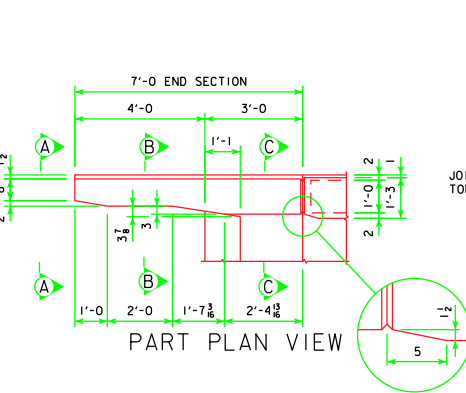 7'-0 END SECTION
4'-0 3'-0
A B C
1'-1
2 1
1'-0 1'-3
2
JOI
TOP
3 7/8 3
A B C
1'-0 2'-0 1'-7 3/16 2'-4 13/16
PART PLAN VIEW
1/2
5